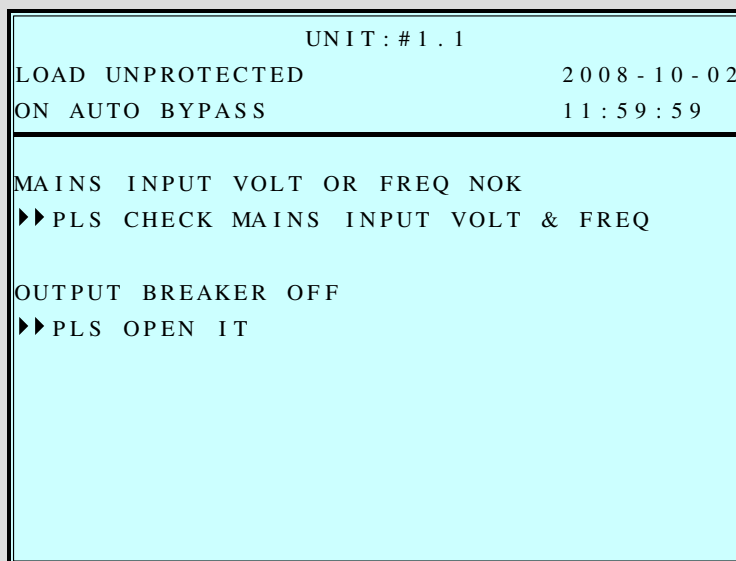 UNIT:#1.1
LOAD UNPROTECTED 2008-10-02
ON AUTO BYPASS 11:59:59
MAINS INPUT VOLT OR FREQ NOK
PLS CHECK MAINS INPUT VOLT & FREQ
OUTPUT BREAKER OFF
PLS OPEN IT